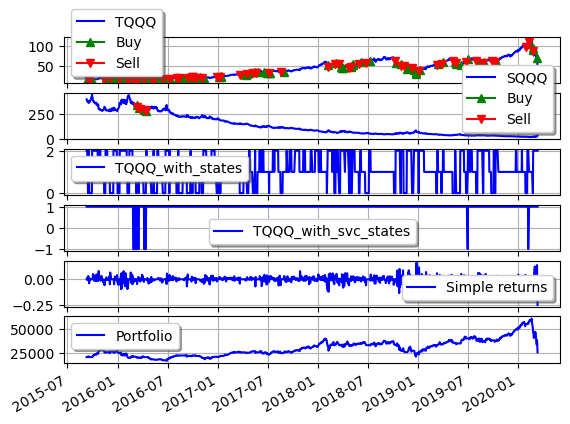 TQQQ
Buy
Sell
100
50
SQQQ
Buy
Sell
250
0
2
TQQQ_with_states
0
1
0
TQQQ_with_svc_states
-1
0.00
Simple returns
−0.25
50000
Portfolio
25000
2015-07
2016-01
2016-07
2017-01
2017-07
2018-01
2018-07
2019-01
2019-07
2020-01